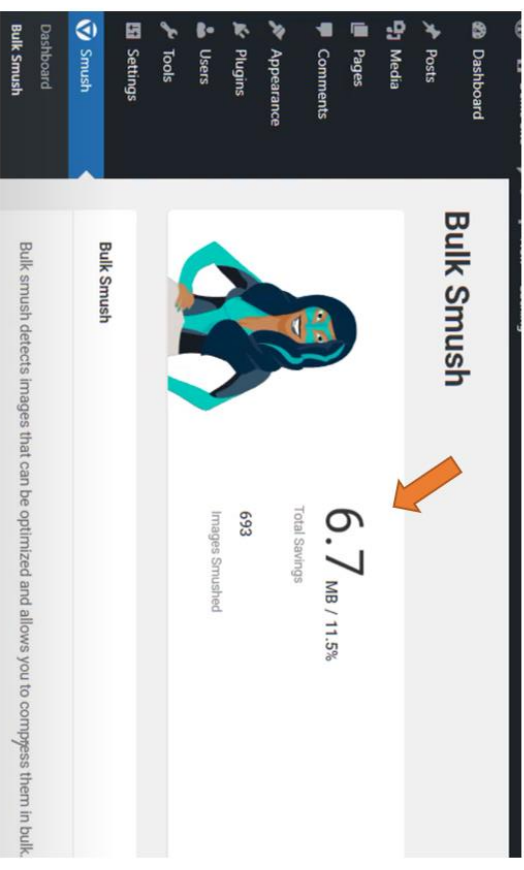 Dashboard
Posts
Media
Pages
Comments
Appearance
Plugins
Users
Tools
Settings
Smush
Dashboard
Bulk Smush
Bulk Smush
6.7 MB / 11.5%
Total Savings
693
Images Smushed
Bulk Smush
Bulk smush detects images that can be optimized and allows you to compress them in bulk.